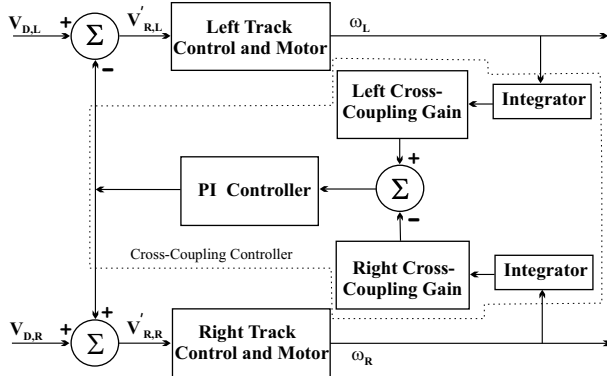 V_D,L
+
Σ
V'_R,L
–
Left Track
Control and Motor
ω_L
Left Cross-
Coupling Gain
Integrator
+
PI Controller
Σ
–
Cross-Coupling Controller
Right Cross-
Coupling Gain
Integrator
V_D,R
+
+
Σ
V'_R,R
Right Track
Control and Motor
ω_R